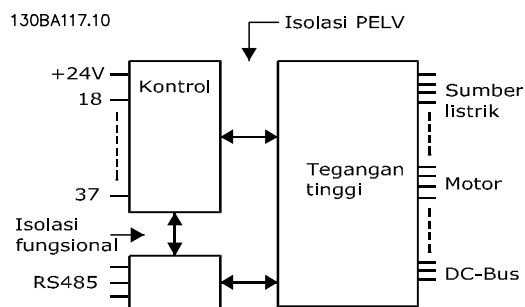 130BA117.10
Isolasi PELV
+24V
18
37
Kontrol
Tegangan
tinggi
Sumber
listrik
Motor
DC-Bus
Isolasi
fungsional
RS485